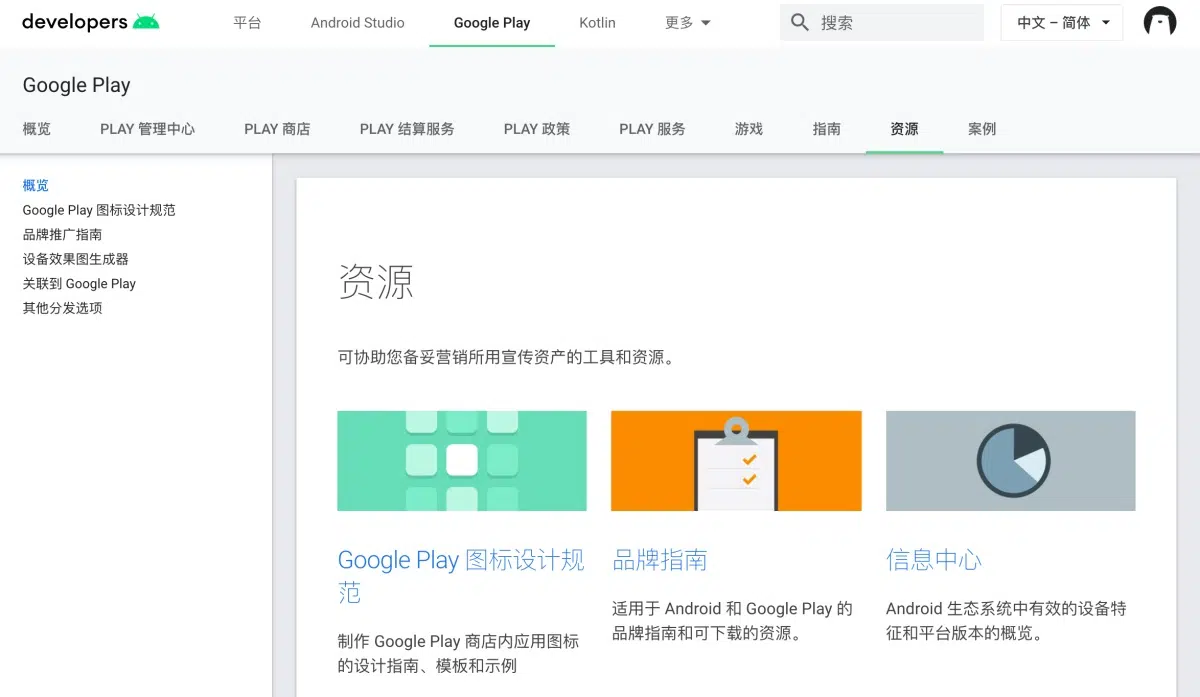 developers
平台 Android Studio Google Play Kotlin 更多 搜索 中文 – 简体
Google Play
概览 PLAY 管理中心 PLAY 商店 PLAY 结算服务 PLAY 政策 PLAY 服务 游戏 指南 资源 案例
概览
Google Play 图标设计规范
品牌推广指南
设备效果图生成器
关联到 Google Play
其他分发选项
资源
可协助您备妥营销所用宣传资产的工具和资源。
Google Play 图标设计规
范
制作 Google Play 商店内应用图标
的设计指南、模板和示例
品牌指南
适用于 Android 和 Google Play 的
品牌指南和可下载的资源。
信息中心
Android 生态系统中有效的设备特
征和平台版本的概览。